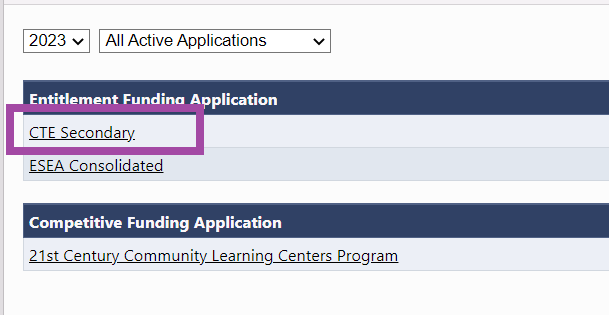 2023 All Active Applications
Entitlement Funding Application
CTE Secondary
ESEA Consolidated
Competitive Funding Application
21st Century Community Learning Centers Program